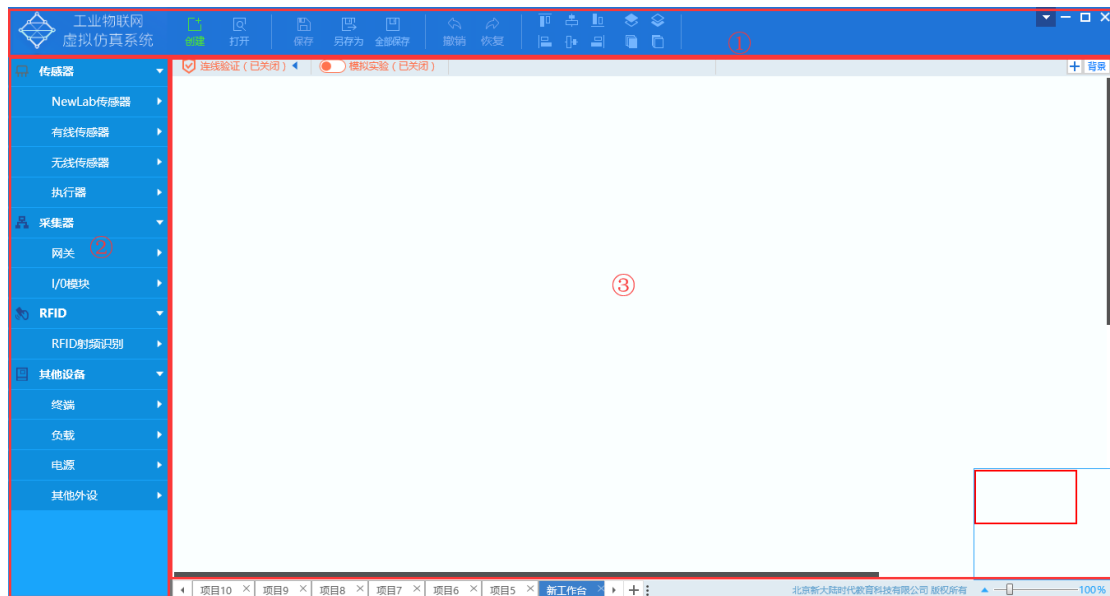 工业物联网
虚拟仿真系统
创建 打开 保存 另存为 全部保存 撤销 恢复
①
连线验证(已关闭) 模拟实验(已关闭) 背景
传感器
NewLab传感器
有线传感器
无线传感器
执行器
采集器
②
网关
I/0模块
RFID
RFID射频识别
其他设备
终端
负载
电源
其他外设
③
项目10 项目9 项目8 项目7 项目6 项目5 新工作台
北京新大陆时代教育科技有限公司 版权所有 100%